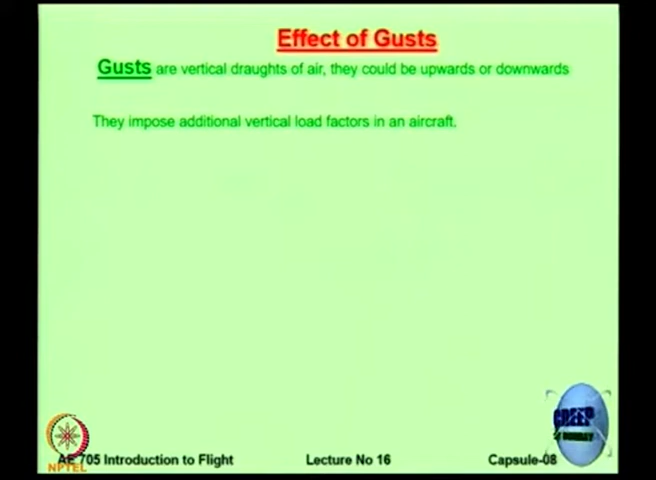 Effect of Gusts
Gusts are vertical draughts of air, they could be upwards or downwards
They impose additional vertical load factors in an aircraft.
AE 705 Introduction to Flight Lecture No 16 Capsule-08
NPTEL